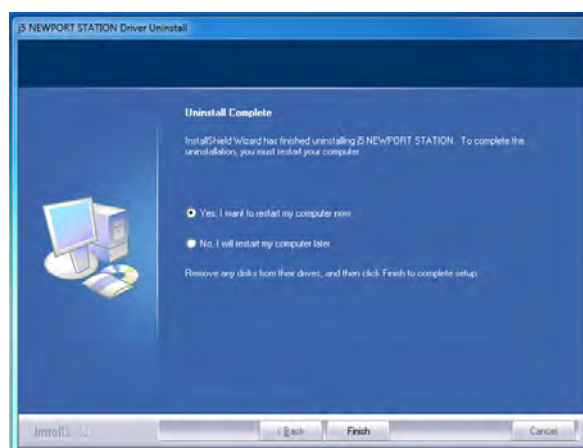 j5 NEWPORT STATION Driver Uninstall
Uninstall Complete
InstallShield Wizard has finished uninstalling j5 NEWPORT STATION. To complete the
uninstallation, you must restart your computer.
Yes, I want to restart my computer now.
No, I will restart my computer later.
Remove any disks from their drives, and then click Finish to complete setup.
< Back
Finish
Cancel